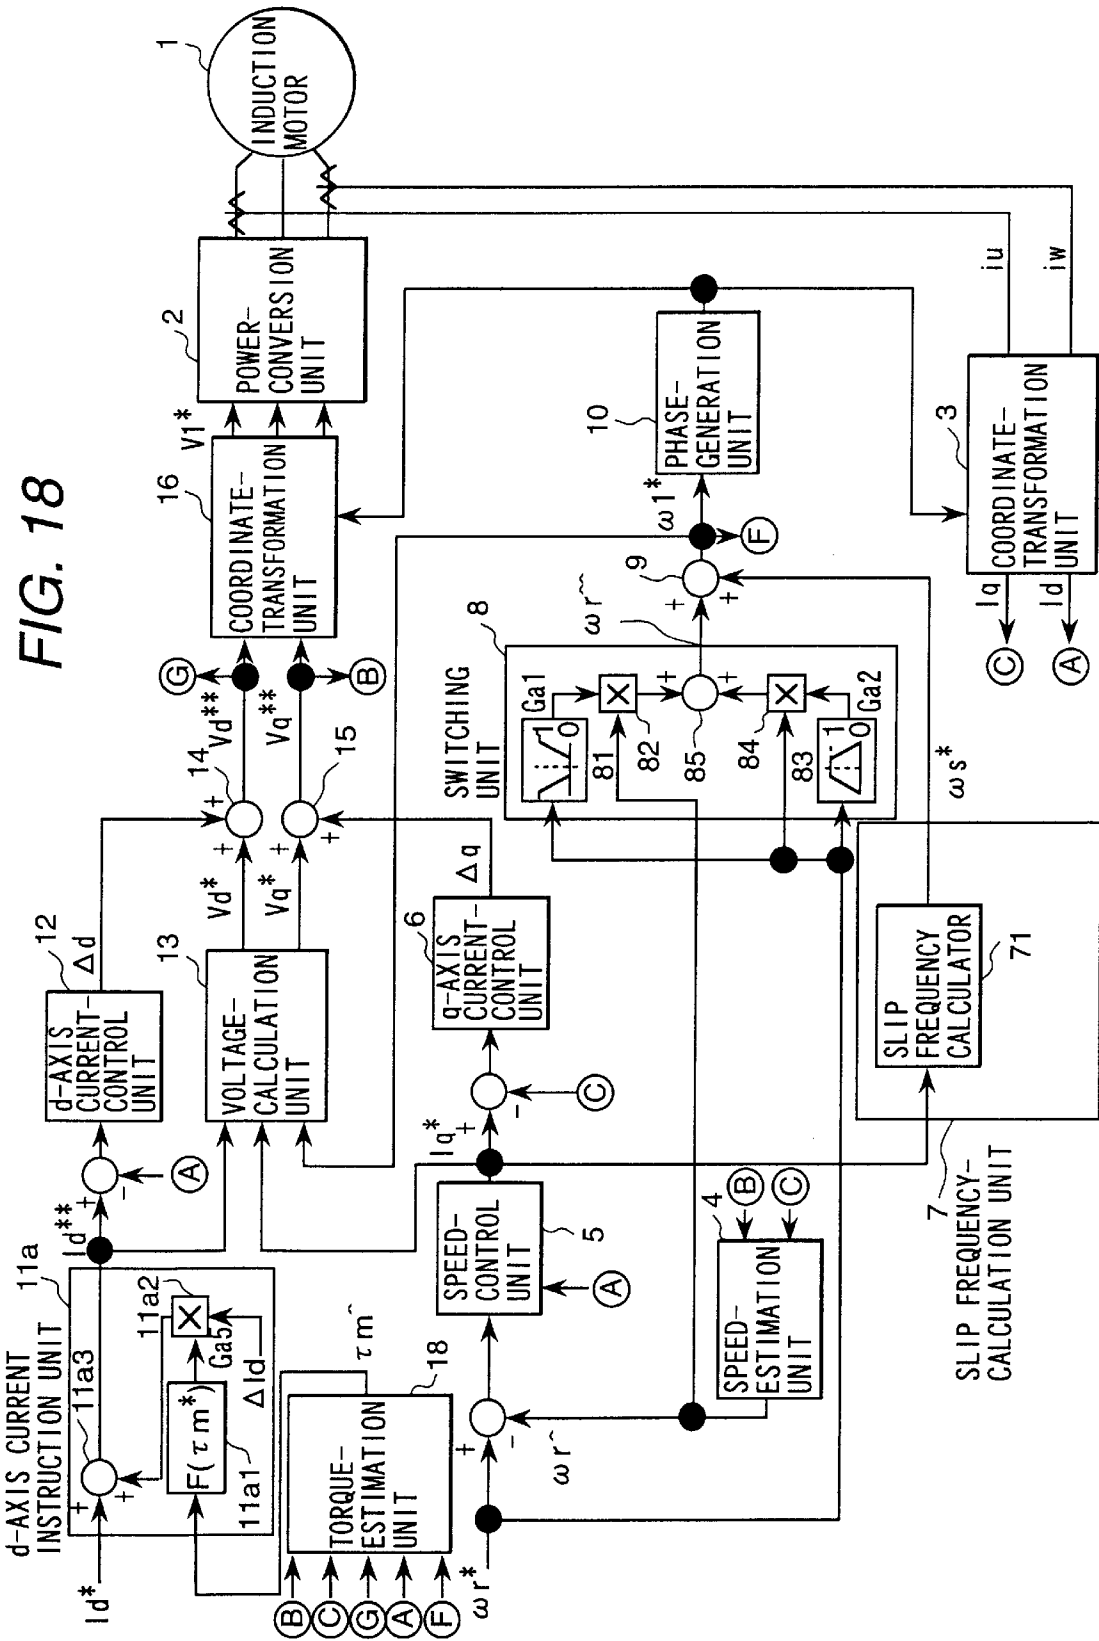 FIG. 18
d-AXIS CURRENT
INSTRUCTION UNIT
11a
Id*
+
+
11a3
11a2
×
Ga5
ΔId
F(τm*)
11a1
Id**
+
-
A
12
d-AXIS
CURRENT-
CONTROL
UNIT
Δd
13
VOLTAGE-
CALCULATION
UNIT
Vd*
Vq*
14
+
+
15
+
+
Vd**
Vq**
G
B
16
COORDINATE-
TRANSFORMATION
UNIT
V1*
2
POWER-
CONVERSION
UNIT
1
INDUCTION
MOTOR
B
C
G
A
F
TORQUE-
ESTIMATION
UNIT
18
τm^
ωr*
+
-
ωr^
SPEED-
CONTROL
UNIT
5
A
Iq*
+
-
C
6
q-AXIS
CURRENT-
CONTROL
UNIT
Δq
4
SPEED-
ESTIMATION
UNIT
B
C
SWITCHING
UNIT
8
1
0
Ga1
81
×
82
+
+
85
×
84
83
1
0
Ga2
ωr~
+
+
9
F
ω1*
10
PHASE-
GENERATION
UNIT
7
SLIP FREQUENCY-
CALCULATION UNIT
SLIP
FREQUENCY
CALCULATOR
71
ωs*
3
COORDINATE-
TRANSFORMATION
UNIT
Iq
Id
C
A
iu
iw